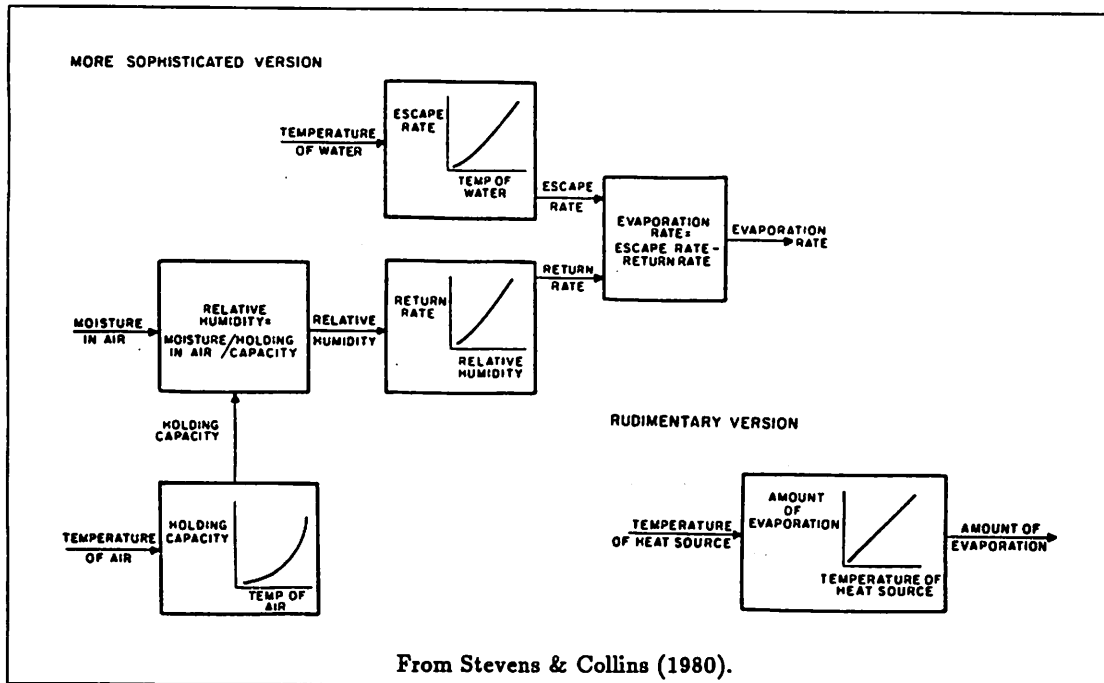 MORE SOPHISTICATED VERSION
TEMPERATURE
OF WATER
ESCAPE
RATE
TEMP OF
WATER
ESCAPE
RATE
EVAPORATION
RATE=
ESCAPE RATE -
RETURN RATE
EVAPORATION
RATE
MOISTURE
IN AIR
RELATIVE
HUMIDITY=
MOISTURE/HOLDING
IN AIR / CAPACITY
RELATIVE
HUMIDITY
RETURN
RATE
RELATIVE
HUMIDITY
RETURN
RATE
HOLDING
CAPACITY
TEMPERATURE
OF AIR
HOLDING
CAPACITY
TEMP OF
AIR
RUDIMENTARY VERSION
TEMPERATURE
OF HEAT SOURCE
AMOUNT
OF
EVAPORATION
TEMPERATURE OF
HEAT SOURCE
AMOUNT OF
EVAPORATION
From Stevens & Collins (1980).